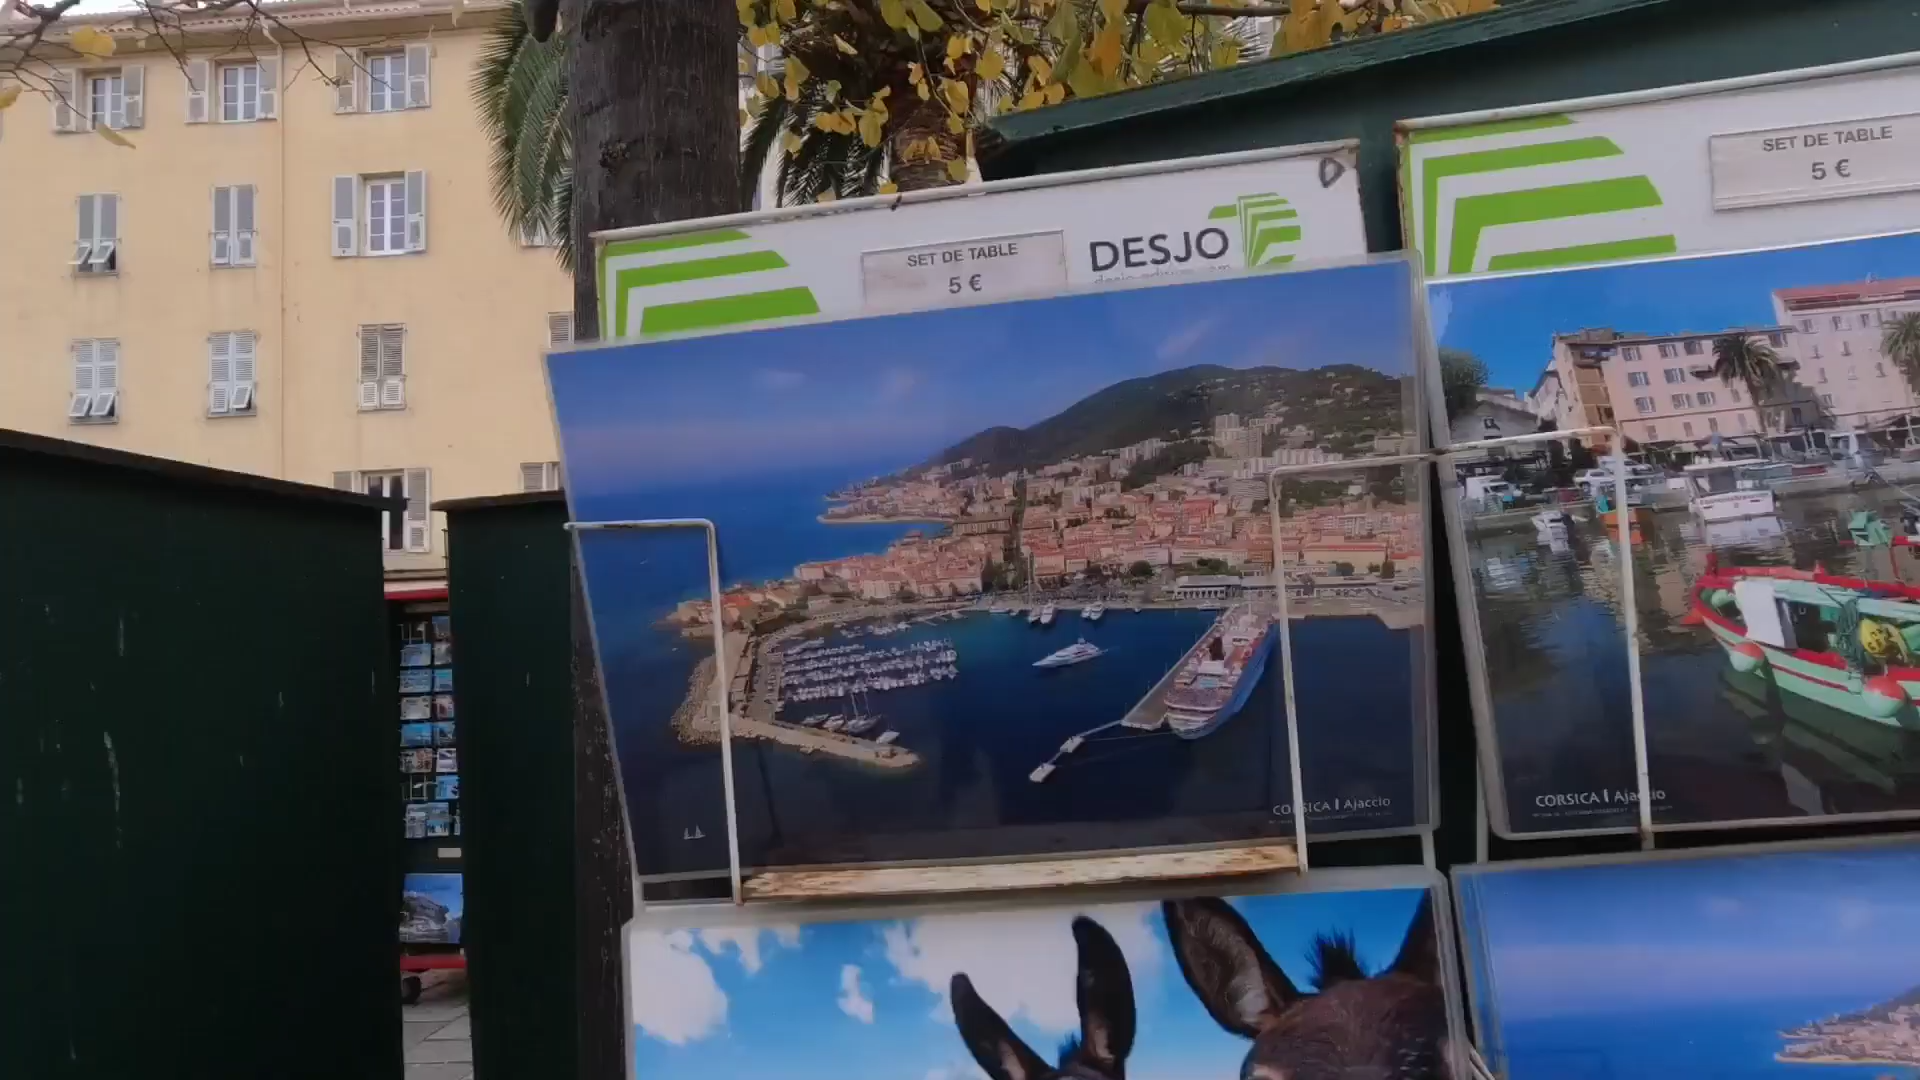 SET DE TABLE
5 €
DESJO
SET DE TABLE
5 €
CORSICA | Ajaccio
CORSICA | Ajaccio